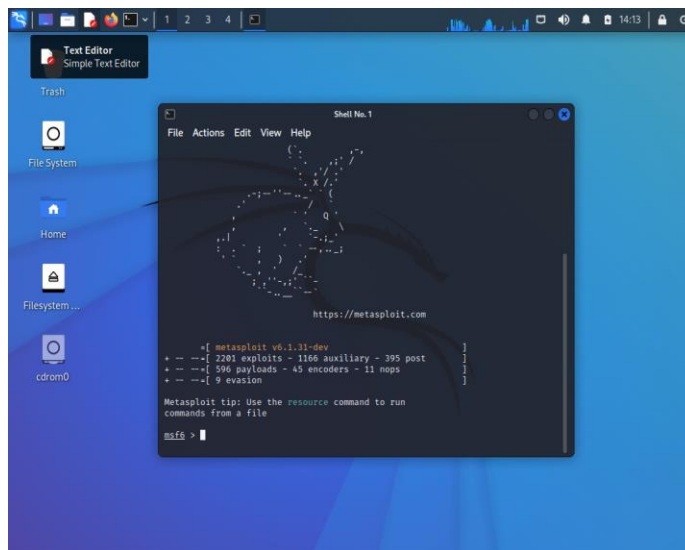 1 2 3 4
14:13
Text Editor
Simple Text Editor
Trash
File System
Home
Filesystem ...
cdrom0
Shell No. 1
File Actions Edit View Help
https://metasploit.com
=[ metasploit v6.1.31-dev ]
+ -- --=[ 2201 exploits - 1166 auxiliary - 395 post ]
+ -- --=[ 596 payloads - 45 encoders - 11 nops ]
+ -- --=[ 9 evasion ]
Metasploit tip: Use the resource command to run
commands from a file
msf6 >